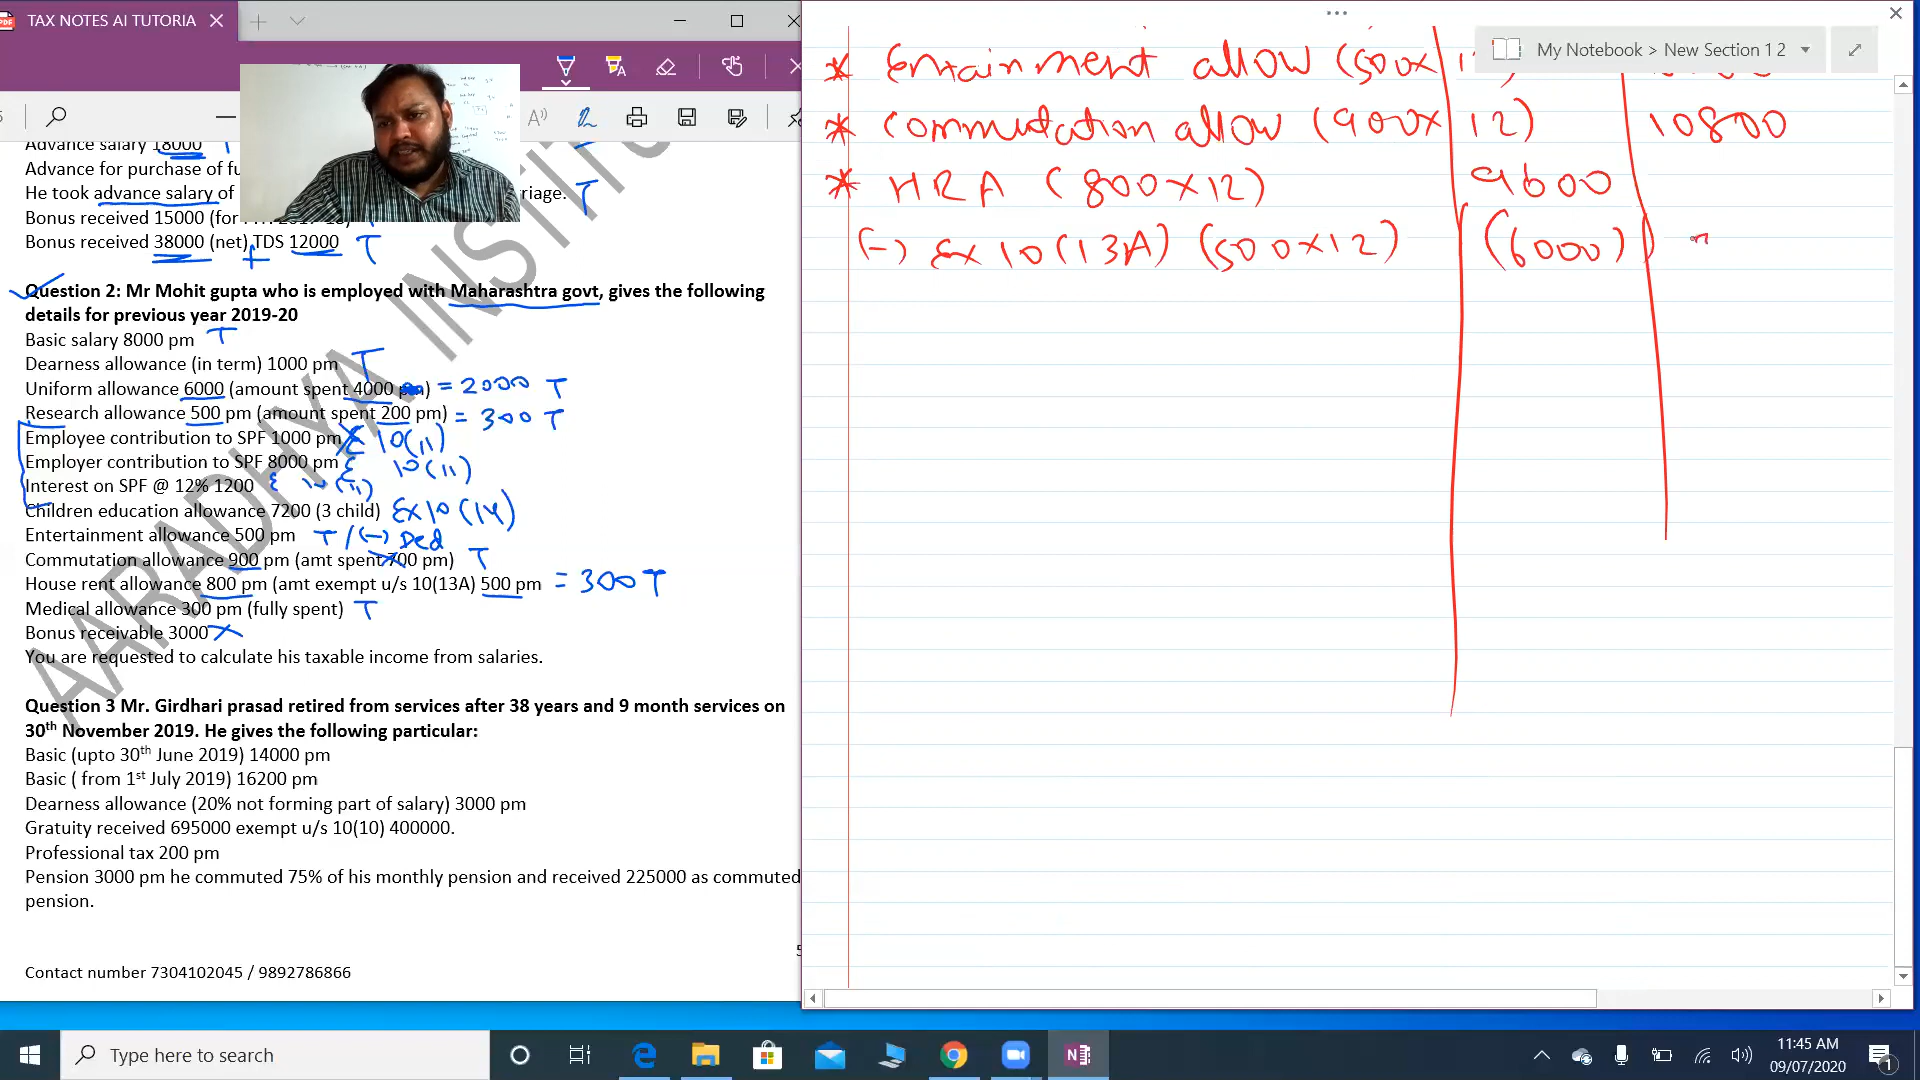 TAX NOTES AI TUTORIA
Advance salary 18000 T
Advance for purchase of fu
He took advance salary of riage. T
Bonus received 15000 (for
Bonus received 38000 (net) TDS 12000 T
+
Question 2: Mr Mohit gupta who is employed with Maharashtra govt, gives the following
details for previous year 2019-20
Basic salary 8000 pm T
Dearness allowance (in term) 1000 pm T
Uniform allowance 6000 (amount spent 4000 ) = 2000 T
Research allowance 500 pm (amount spent 200 pm) = 300 T
Employee contribution to SPF 1000 pm 10(11)
Employer contribution to SPF 8000 pm 10(11)
Interest on SPF @ 12% 1200 10(11)
Children education allowance 7200 (3 child) Ex 10(14)
Entertainment allowance 500 pm T / (-) Ded
Commutation allowance 900 pm (amt spent 700 pm) T
House rent allowance 800 pm (amt exempt u/s 10(13A) 500 pm = 300 T
Medical allowance 300 pm (fully spent) T
Bonus receivable 3000 X
You are requested to calculate his taxable income from salaries.
Question 3 Mr. Girdhari prasad retired from services after 38 years and 9 month services on
30th November 2019. He gives the following particular:
Basic (upto 30th June 2019) 14000 pm
Basic ( from 1st July 2019) 16200 pm
Dearness allowance (20% not forming part of salary) 3000 pm
Gratuity received 695000 exempt u/s 10(10) 400000.
Professional tax 200 pm
Pension 3000 pm he commuted 75% of his monthly pension and received 225000 as commuted
pension.
5
Contact number 7304102045 / 9892786866
AARADHYA INSTITU
My Notebook > New Section 1 2
* Entainment allow (500x
* Commutation allow (900x 12) 10800
* HRA (800x12) 9600
(-) Ex 10(13A) (500x12) (6000)
Type here to search
11:45 AM
09/07/2020
1